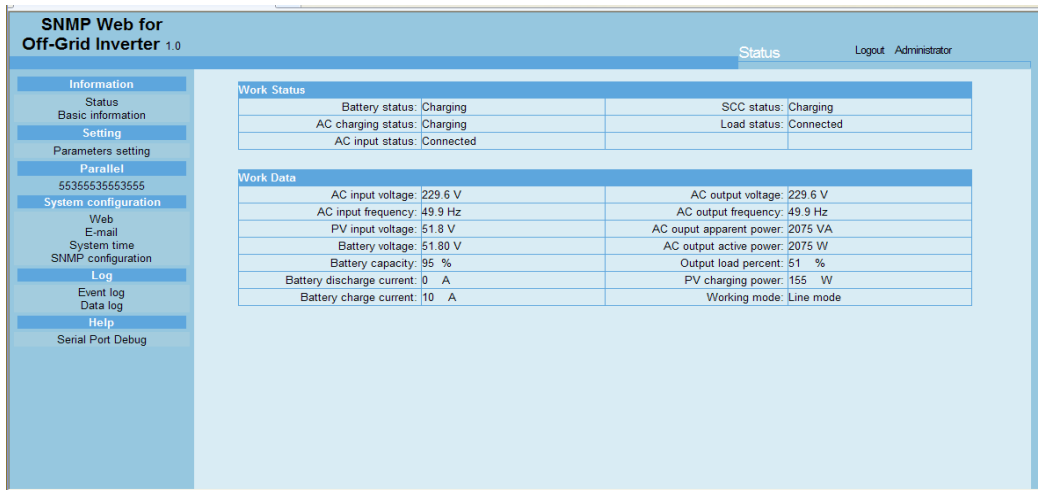 SNMP Web for
Off-Grid Inverter 1.0
Status
Logout Administrator
Information
Status
Basic information
Setting
Parameters setting
Parallel
55355535553555
System configuration
Web
E-mail
System time
SNMP configuration
Log
Event log
Data log
Help
Serial Port Debug
Work Status
Battery status: Charging SCC status: Charging
AC charging status: Charging Load status: Connected
AC input status: Connected
Work Data
AC input voltage: 229.6 V AC output voltage: 229.6 V
AC input frequency: 49.9 Hz AC output frequency: 49.9 Hz
PV input voltage: 51.8 V AC ouput apparent power: 2075 VA
Battery voltage: 51.80 V AC output active power: 2075 W
Battery capacity: 95 % Output load percent: 51 %
Battery discharge current: 0 A PV charging power: 155 W
Battery charge current: 10 A Working mode: Line mode